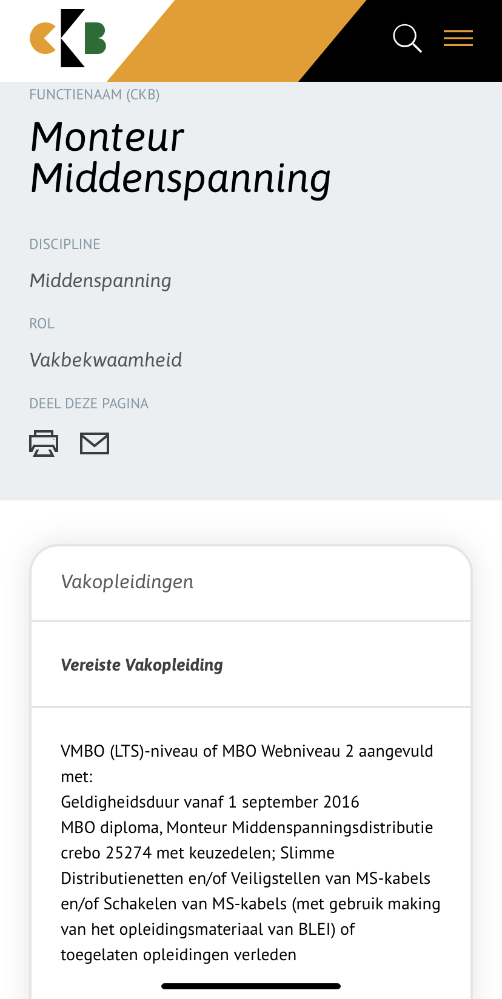 CKB
FUNCTIENAAM (CKB)
Monteur
Middenspanning
DISCIPLINE
Middenspanning
ROL
Vakbekwaamheid
DEEL DEZE PAGINA
Vakopleidingen
Vereiste Vakopleiding
VMBO (LTS)-niveau of MBO Webniveau 2 aangevuld
met:
Geldigheidsduur vanaf 1 september 2016
MBO diploma, Monteur Middenspanningsdistributie
crebo 25274 met keuzedelen; Slimme
Distributienetten en/of Veiligstellen van MS-kabels
en/of Schakelen van MS-kabels (met gebruik making
van het opleidingsmateriaal van BLEI) of
toegelaten opleidingen verleden